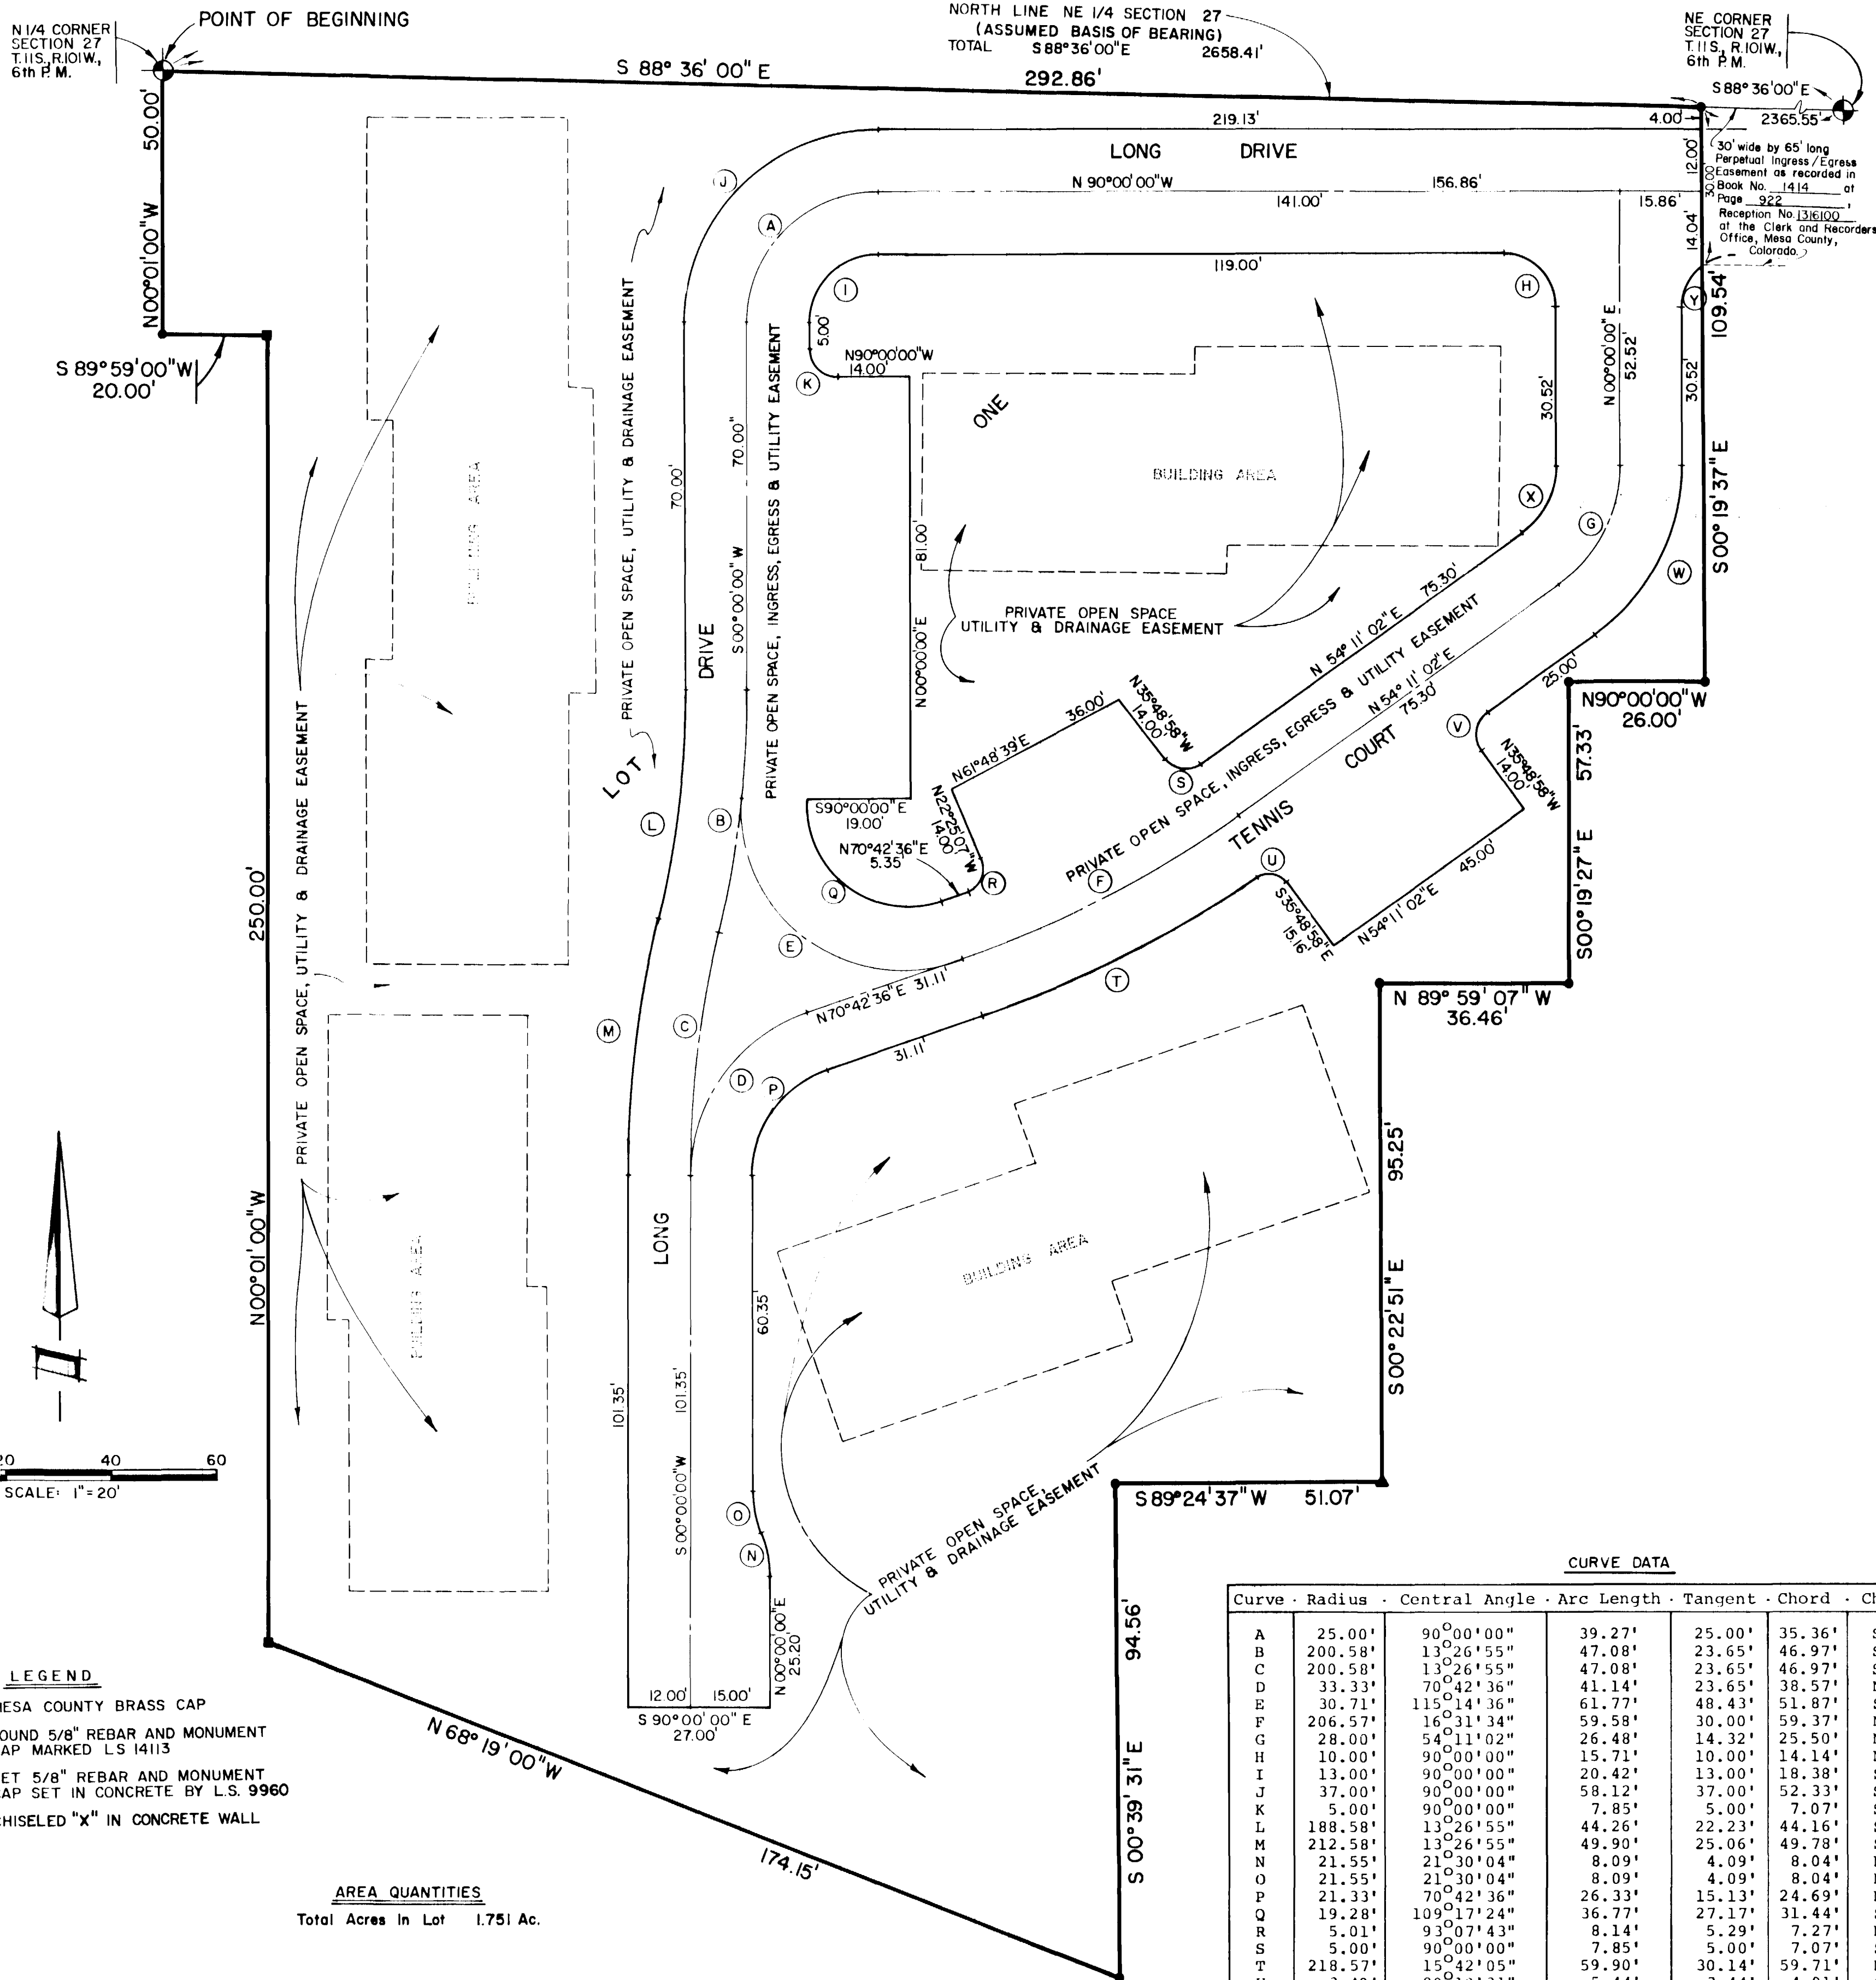 N 1/4 CORNER
SECTION 27
T.11S., R.101W.,
6th P. M.
POINT OF BEGINNING
NORTH LINE NE 1/4 SECTION 27
(ASSUMED BASIS OF BEARING)
TOTAL S88°36'00"E 2658.41'
NE CORNER
SECTION 27
T.11S., R.101W.,
6th P. M.
S 88° 36' 00" E
292.86'
S88°36'00"E
2365.55'
50.00'
N00°01'00"W
219.13'
4.00'
LONG DRIVE
12.00'
30.00
14.04'
30' wide by 65' long
Perpetual Ingress/Egress
Easement as recorded in
Book No. 1414 at
Page 922 ,
Reception No. 1316100
at the Clerk and Recorders
Office, Mesa County,
Colorado.
N 90°00'00"W
156.86'
141.00'
15.86'
J
A
119.00'
I
H
Y
109.54'
5.00'
N90°00'00"W
14.00'
K
S 89°59'00"W
20.00'
ONE
30.52'
N 00°00'00" E
52.52'
30.52'
S 00° 19' 37" E
BUILDING AREA
BUILDING AREA
70.00'
70.00"
81.00'
X
G
W
PRIVATE OPEN SPACE, UTILITY & DRAINAGE EASEMENT
PRIVATE OPEN SPACE, INGRESS, EGRESS & UTILITY EASEMENT
S 00°00'00" W
DRIVE
N00°00'00"E
PRIVATE OPEN SPACE
UTILITY & DRAINAGE EASEMENT
N 54° 11' 02" E 75.30'
PRIVATE OPEN SPACE, INGRESS, EGRESS & UTILITY EASEMENT
N 54° 11' 02" E
75.30'
25.00'
N90°00'00"W
26.00'
V
57.33'
LOT
36.00'
N35°48'58"W
14.00'
N61°48'39"E
S
COURT
N35°48'58"W
14.00'
L
B
S90°00'00"E
19.00'
N22°25'07"W
14.00'
N70°42'36"E
5.35'
TENNIS
Q
R
F
U
45.00'
N54°11'02"E
S35°48'58"E
15.16'
S00°19'27" E
250.00'
E
T
N70°42'36"E 31.11'
N 89° 59' 07" W
36.46'
M
C
31.11'
D
P
PRIVATE OPEN SPACE, UTILITY & DRAINAGE EASEMENT
95.25'
N00°01'00"W
LONG
BUILDING AREA
BUILDING AREA
60.35'
S 00°22'51" E
101.35'
101.35'
S 00°00'00"W
20 40 60
SCALE: 1"=20'
S 89°24'37"W 51.07'
O
N
PRIVATE OPEN SPACE,
UTILITY & DRAINAGE EASEMENT
N00°00'00"E
25.20'
12.00' 15.00'
S 90°00'00" E
27.00'
94.56'
S 00°39'31" E
N 68° 19' 00" W
174.15'
LEGEND
MESA COUNTY BRASS CAP
FOUND 5/8" REBAR AND MONUMENT
CAP MARKED LS 14113
SET 5/8" REBAR AND MONUMENT
CAP SET IN CONCRETE BY L.S. 9960
CHISELED "X" IN CONCRETE WALL
AREA QUANTITIES
Total Acres In Lot 1.751 Ac.
CURVE DATA
Curve · Radius · Central Angle · Arc Length · Tangent · Chord · Ch
A 25.00' 90°00'00" 39.27' 25.00' 35.36'
B 200.58' 13°26'55" 47.08' 23.65' 46.97'
C 200.58' 13°26'55" 47.08' 23.65' 46.97'
D 33.33' 70°42'36" 41.14' 23.65' 38.57'
E 30.71' 115°14'36" 61.77' 48.43' 51.87'
F 206.57' 16°31'34" 59.58' 30.00' 59.37'
G 28.00' 54°11'02" 26.48' 14.32' 25.50'
H 10.00' 90°00'00" 15.71' 10.00' 14.14'
I 13.00' 90°00'00" 20.42' 13.00' 18.38'
J 37.00' 90°00'00" 58.12' 37.00' 52.33'
K 5.00' 90°00'00" 7.85' 5.00' 7.07'
L 188.58' 13°26'55" 44.26' 22.23' 44.16'
M 212.58' 13°26'55" 49.90' 25.06' 49.78'
N 21.55' 21°30'04" 8.09' 4.09' 8.04'
O 21.55' 21°30'04" 8.09' 4.09' 8.04'
P 21.33' 70°42'36" 26.33' 15.13' 24.69'
Q 19.28' 109°17'24" 36.77' 27.17' 31.44'
R 5.01' 93°07'43" 8.14' 5.29' 7.27'
S 5.00' 90°00'00" 7.85' 5.00' 7.07'
T 218.57' 15°42'05" 59.90' 30.14' 59.71'